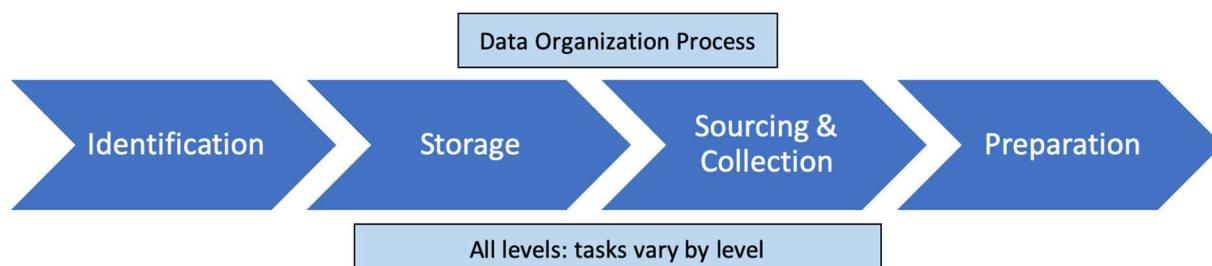 Data Organization Process
Identification
Storage
Sourcing &
Collection
Preparation
All levels: tasks vary by level